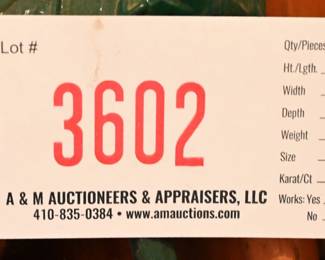 Lot #
3602
A & M AUCTIONEERS & APPRAISERS, LLC
410-835-0384 • www.amauctions.com
Qty/Pieces
Ht./Lgth.
Width
Depth
Weight
Size
Karat/Ct
Works: Yes
No